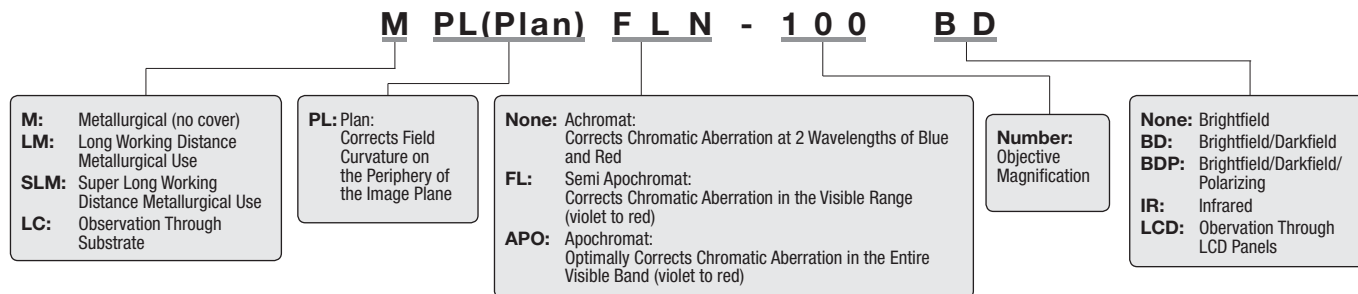 M PL(Plan) FLN - 100 BD
M: Metallurgical (no cover)
LM: Long Working Distance
Metallurgical Use
SLM: Super Long Working
Distance Metallurgical Use
LC: Observation Through
Substrate
PL: Plan:
Corrects Field
Curvature on
the Periphery of
the Image Plane
None: Achromat:
Corrects Chromatic Aberration at 2 Wavelengths of Blue
and Red
FL: Semi Apochromat:
Corrects Chromatic Aberration in the Visible Range
(violet to red)
APO: Apochromat:
Optimally Corrects Chromatic Aberration in the Entire
Visible Band (violet to red)
Number:
Objective
Magnification
None: Brightfield
BD: Brightfield/Darkfield
BDP: Brightfield/Darkfield/
Polarizing
IR: Infrared
LCD: Obervation Through
LCD Panels